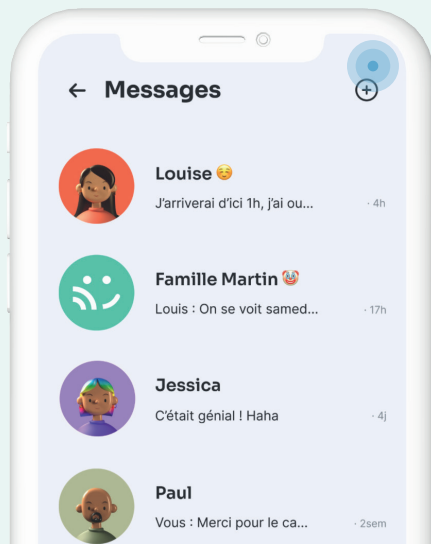 Messages
Louise ☺️
J'arriverai d'ici 1h, j'ai ou... · 4h
Famille Martin 🤡
Louis : On se voit samed... · 17h
Jessica
C'était génial ! Haha · 4j
Paul
Vous : Merci pour le ca... · 2sem